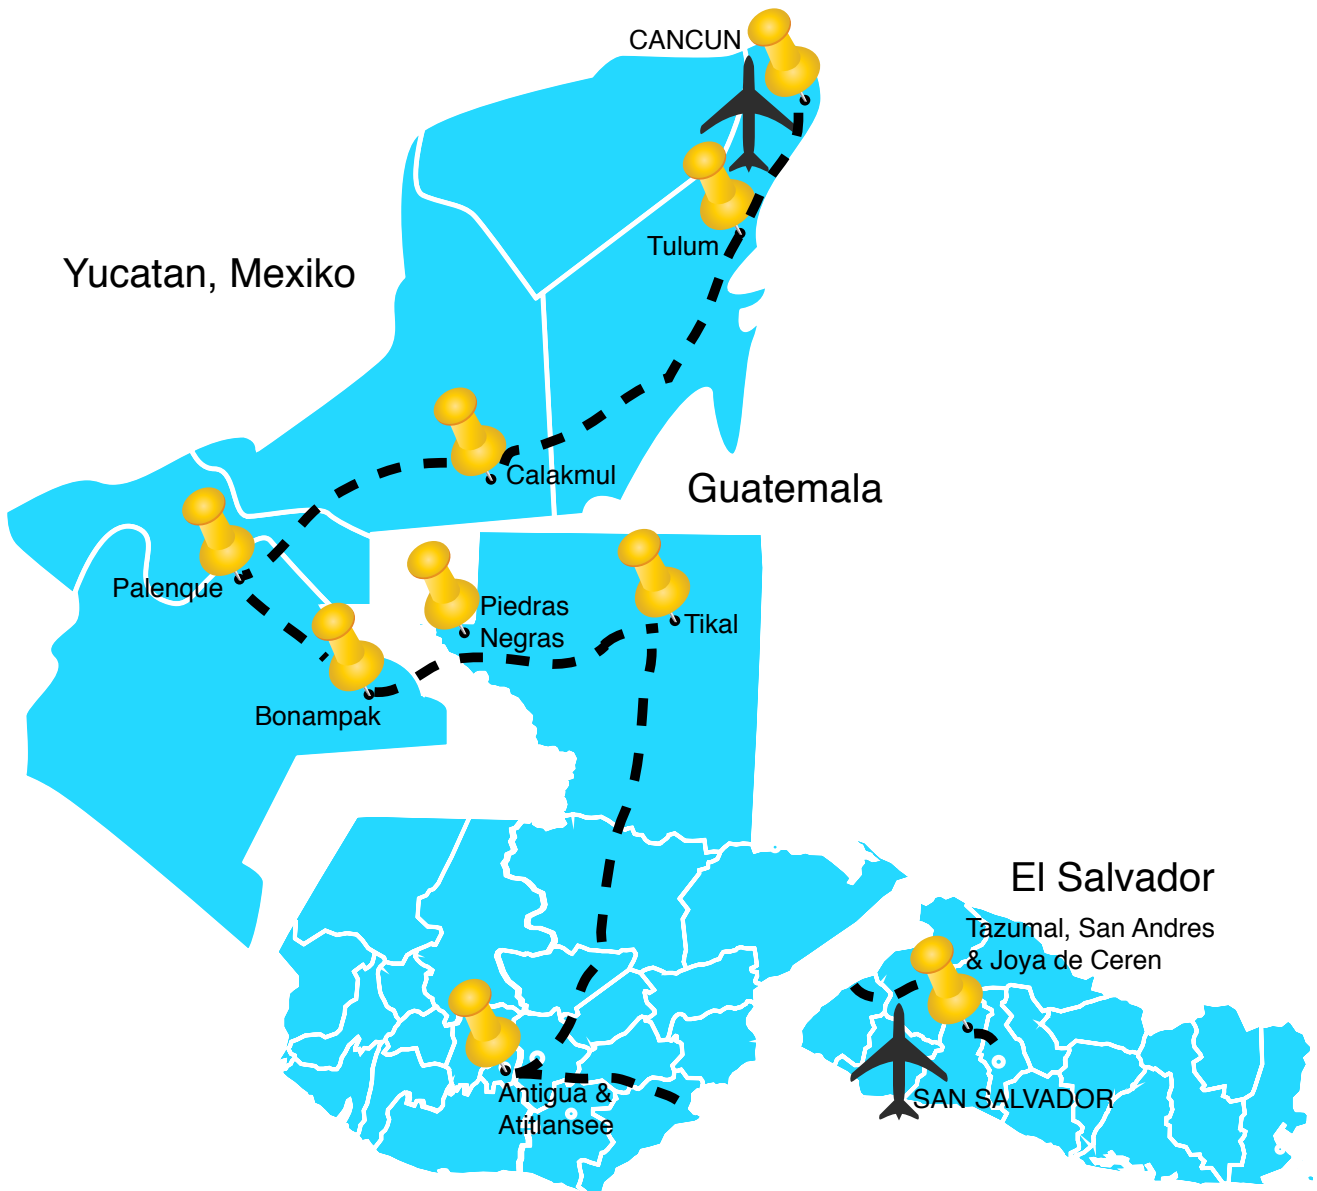 CANCUN
Tulum
Yucatan, Mexiko
Calakmul
Guatemala
Palenque
Piedras
Negras
Tikal
Bonampak
El Salvador
Tazumal, San Andres
& Joya de Ceren
Antigua &
Atitlansee
SAN SALVADOR